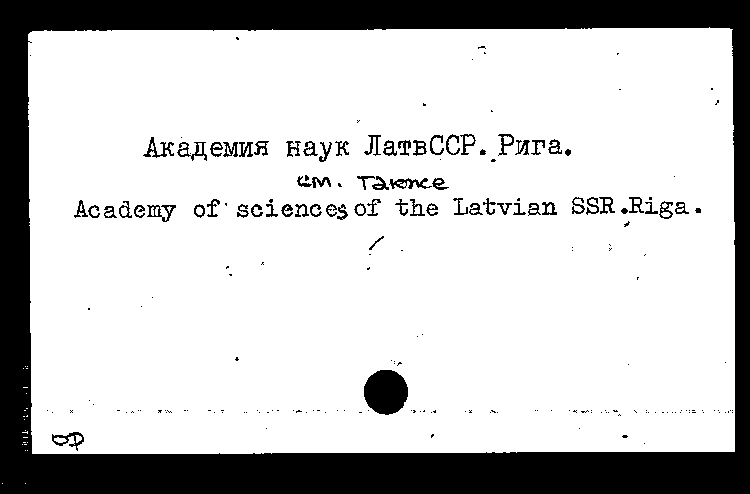 Академия наук ЛатвССР. Рига.
см. также
Academy of sciences of the Latvian SSR.Riga.